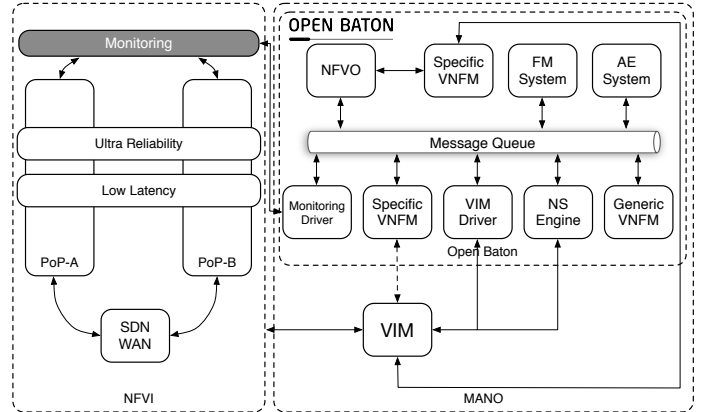 OPEN BATON
Monitoring
NFVO
Specific
VNFM
FM
System
AE
System
Ultra Reliability
Message Queue
Low Latency
Monitoring
Driver
Specific
VNFM
VIM
Driver
NS
Engine
Generic
VNFM
Open Baton
PoP-A
PoP-B
SDN
WAN
VIM
NFVI
MANO